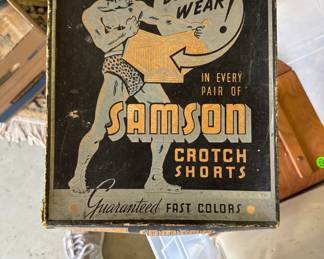 WEAR!
IN EVERY
PAIR OF
SAMSON
CROTCH
SHORTS
Guaranteed FAST COLORS